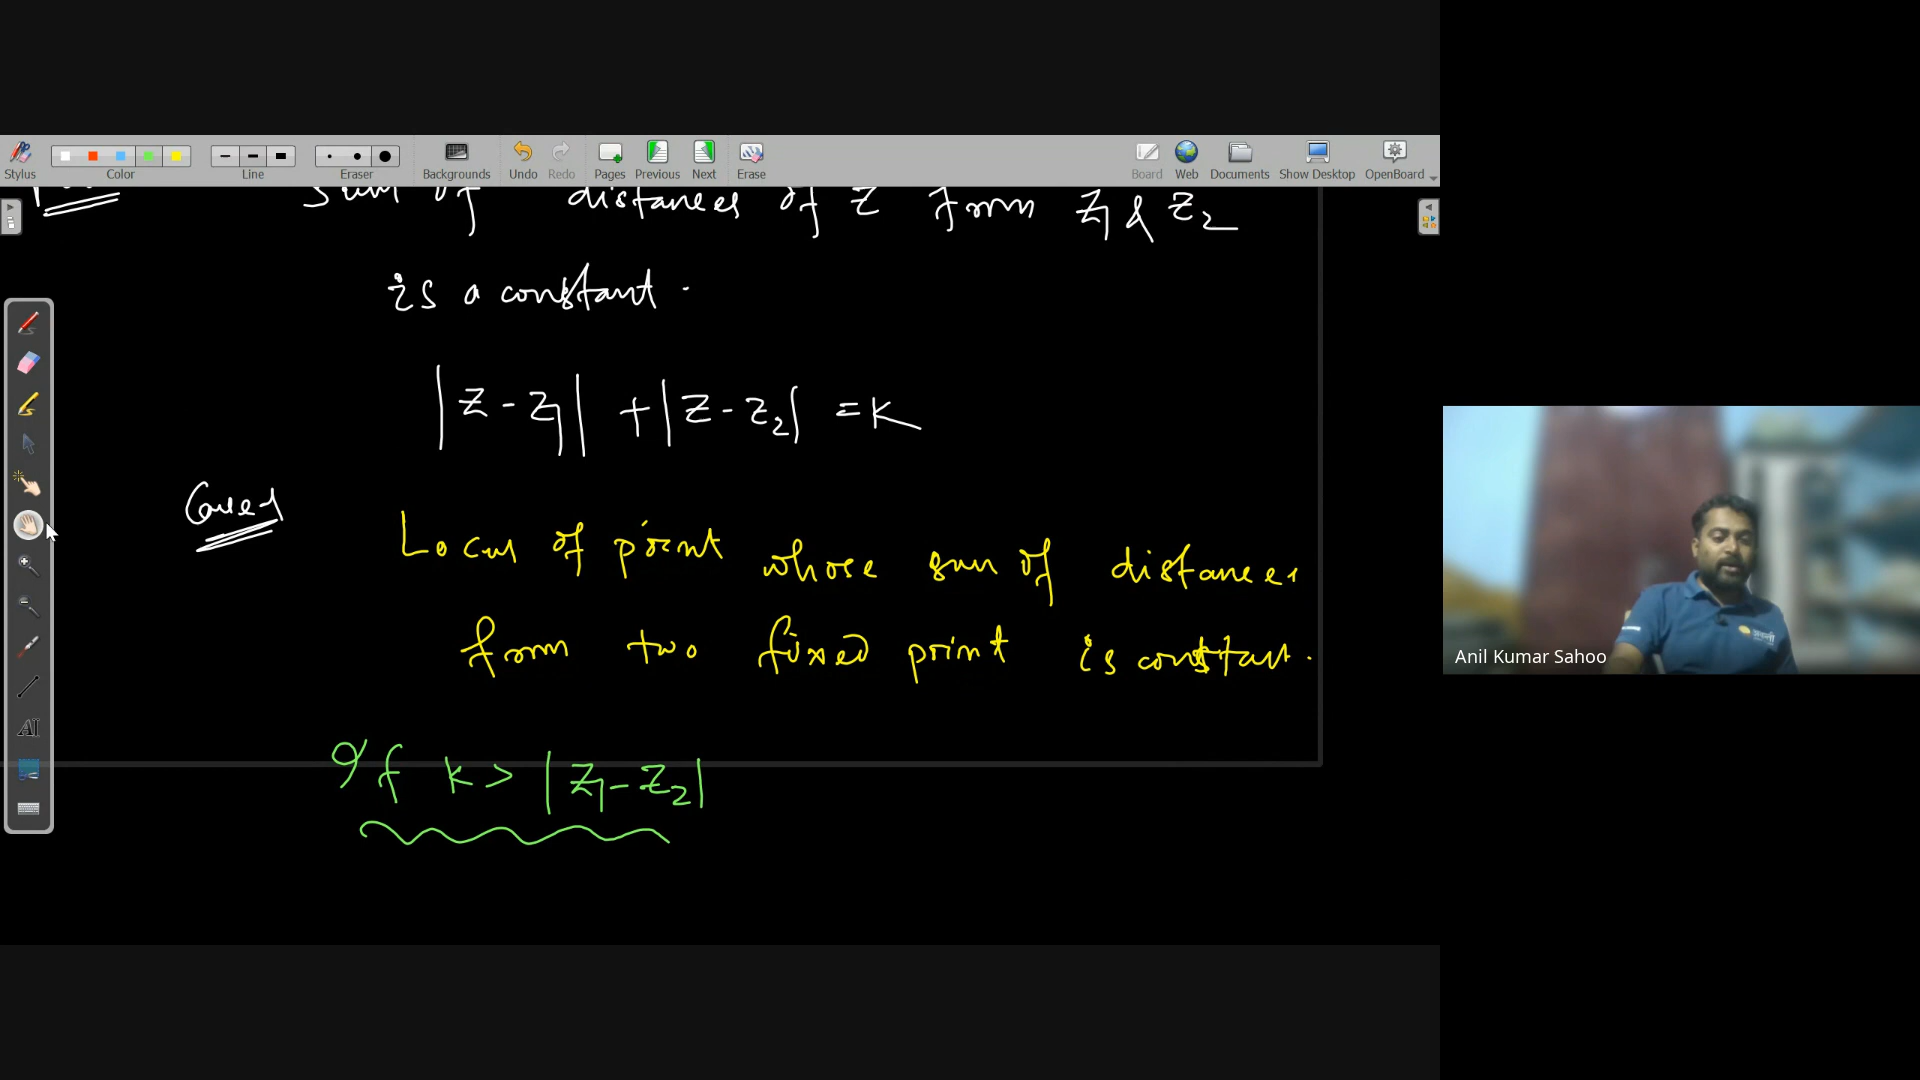 Stylus Color Line Eraser Backgrounds Undo Redo Pages Previous Next Erase Board Web Documents Show Desktop OpenBoard
sum of distances of Z from Z1 & Z2
is a constant.
|Z - Z1| + |Z - Z2| = K
Case 1
Locus of point whose sum of distances
from two fixed point is constant.
If K > |Z1 - Z2|
AI
Anil Kumar Sahoo